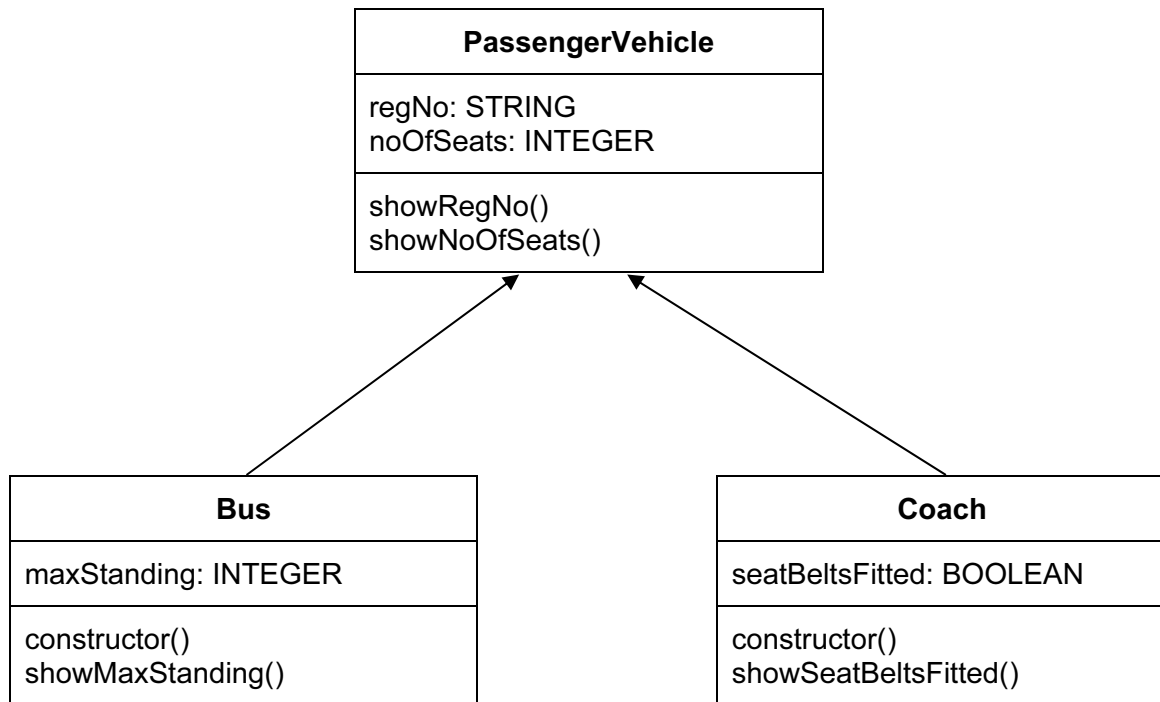 PassengerVehicle
regNo: STRING
noOfSeats: INTEGER
showRegNo()
showNoOfSeats()
Bus
maxStanding: INTEGER
constructor()
showMaxStanding()
Coach
seatBeltsFitted: BOOLEAN
constructor()
showSeatBeltsFitted()